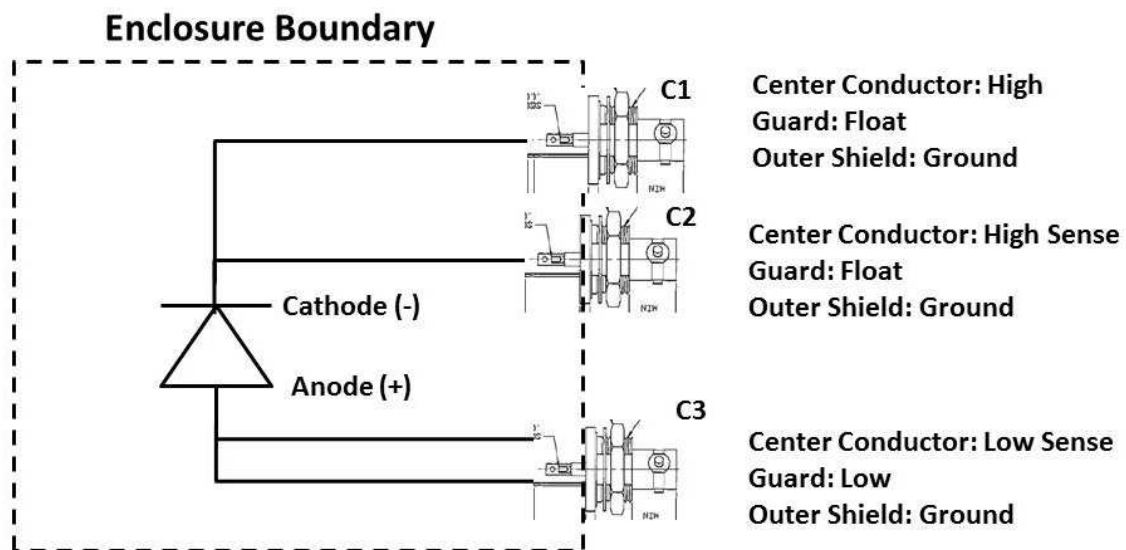 Enclosure Boundary
C1
Center Conductor: High
Guard: Float
Outer Shield: Ground
C2
Center Conductor: High Sense
Guard: Float
Outer Shield: Ground
Cathode (-)
Anode (+)
C3
Center Conductor: Low Sense
Guard: Low
Outer Shield: Ground